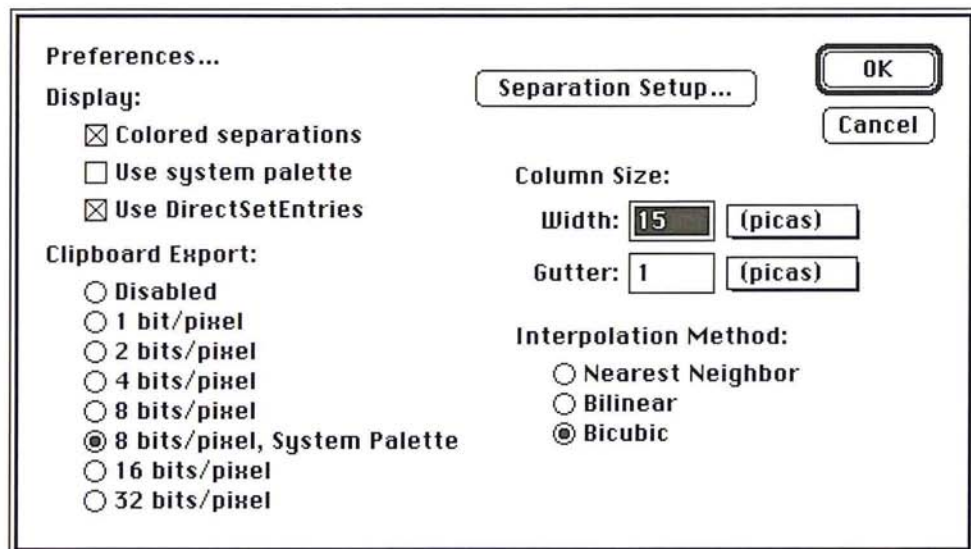 Preferences...
Display:
Colored separations
Use system palette
Use DirectSetEntries
Clipboard Export:
Disabled
1 bit/pixel
2 bits/pixel
4 bits/pixel
8 bits/pixel
8 bits/pixel, System Palette
16 bits/pixel
32 bits/pixel
Separation Setup...
OK
Cancel
Column Size:
Width: 15 (picas)
Gutter: 1 (picas)
Interpolation Method:
Nearest Neighbor
Bilinear
Bicubic